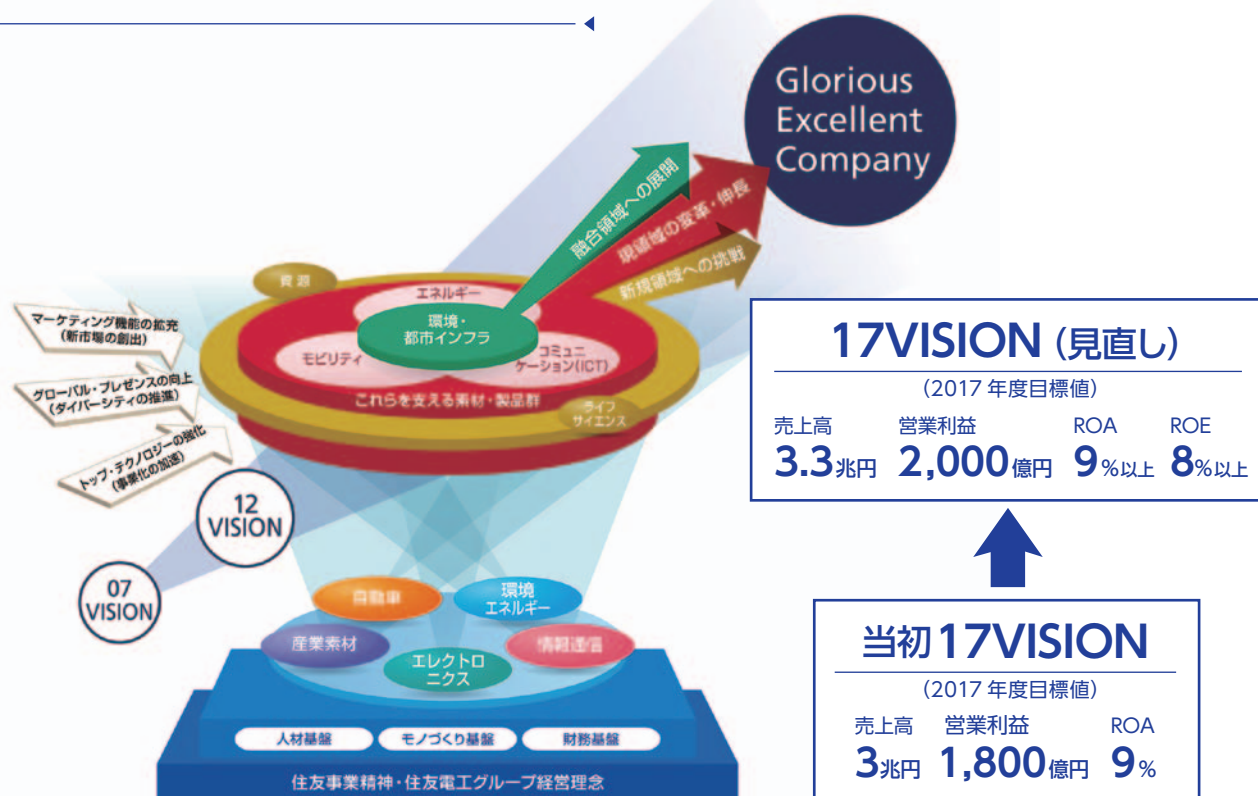 Glorious
Excellent
Company
融合領域への展開
現領域の変革・伸長
新規領域への挑戦
資源
エネルギー
環境・
都市インフラ
モビリティ
コミュニ
ケーション(ICT)
これらを支える素材・製品群
ライフ
サイエンス
マーケティング機能の拡充
(新市場の創出)
グローバル・プレゼンスの向上
(ダイバーシティの推進)
トップ・テクノロジーの強化
(事業化の加速)
12
VISION
07
VISION
自動車
環境
エネルギー
産業素材
情報通信
エレクトロ
ニクス
人材基盤
モノづくり基盤
財務基盤
住友事業精神・住友電工グループ経営理念
17VISION (見直し)
(2017 年度目標値)
売上高 営業利益 ROA ROE
3.3兆円 2,000億円 9%以上 8%以上
当初17VISION
(2017 年度目標値)
売上高 営業利益 ROA
3兆円 1,800億円 9%